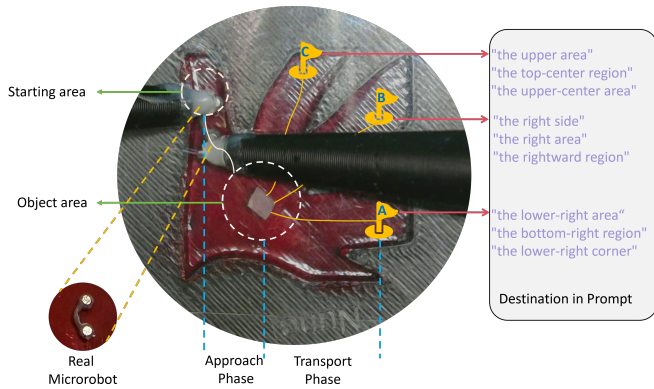 C
"the upper area"
"the top-center region"
"the upper-center area"
Starting area
B
"the right side"
"the right area"
"the rightward region"
Object area
A
"the lower-right area"
"the bottom-right region"
"the lower-right corner"
Destination in Prompt
Real
Microrobot
Approach
Phase
Transport
Phase